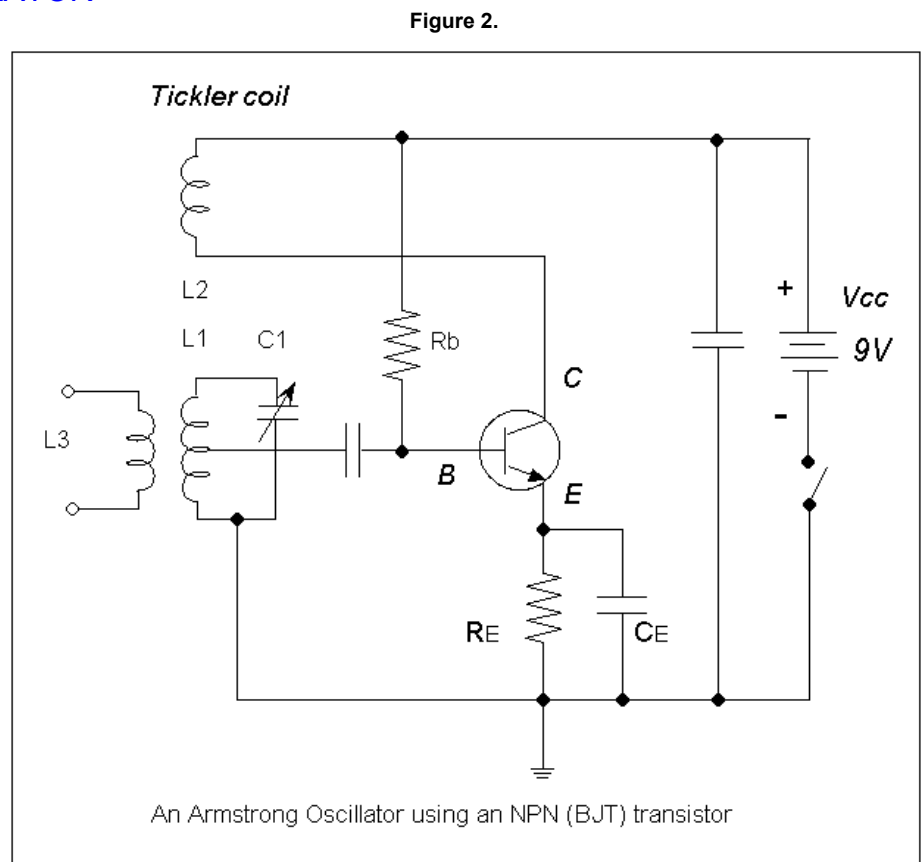 Figure 2.
Tickler coil
L2
L1 C1
Rb
+
Vcc
9V
-
C
L3
B
E
RE
CE
An Armstrong Oscillator using an NPN (BJT) transistor